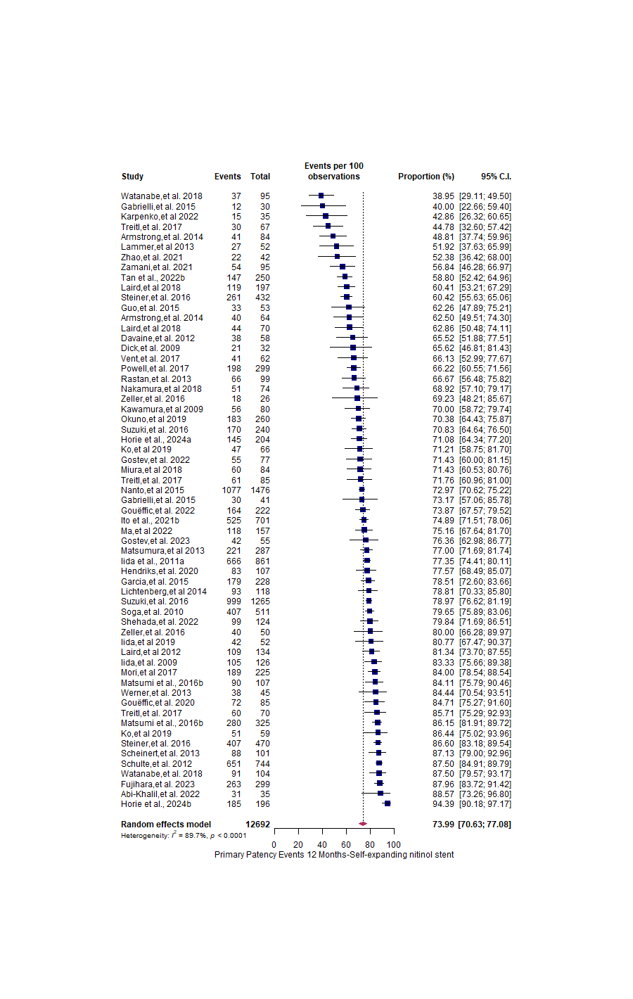 Events per 100
Study Events Total observations Proportion (%) 95% C.I.
Watanabe,et al. 2018 37 95 38.95 [29.11; 49.50]
Gabrielli,et al. 2015 12 30 40.00 [22.66; 59.40]
Karpenko,et al 2022 15 35 42.86 [26.32; 60.65]
Treitl,et al. 2017 30 67 44.78 [32.60; 57.42]
Armstrong,et al. 2014 41 84 48.81 [37.74; 59.96]
Lammer,et al 2013 27 52 51.92 [37.63; 65.99]
Zhao,et al. 2021 22 42 52.38 [36.42; 68.00]
Zamani,et al. 2021 54 95 56.84 [46.28; 66.97]
Tan et al., 2022b 147 250 58.80 [52.42; 64.96]
Laird,et al 2018 119 197 60.41 [53.21; 67.29]
Steiner,et al. 2016 261 432 60.42 [55.63; 65.06]
Guo,et al. 2015 33 53 62.26 [47.89; 75.21]
Armstrong,et al. 2014 40 64 62.50 [49.51; 74.30]
Laird,et al 2018 44 70 62.86 [50.48; 74.11]
Davaine,et al. 2012 38 58 65.52 [51.88; 77.51]
Dick,et al. 2009 21 32 65.62 [46.81; 81.43]
Vent,et al. 2017 41 62 66.13 [52.99; 77.67]
Powell,et al. 2017 198 299 66.22 [60.55; 71.56]
Rastan,et al. 2013 66 99 66.67 [56.48; 75.82]
Nakamura,et al 2018 51 74 68.92 [57.10; 79.17]
Zeller,et al. 2016 18 26 69.23 [48.21; 85.67]
Kawamura,et al 2009 56 80 70.00 [58.72; 79.74]
Okuno,et al 2019 183 260 70.38 [64.43; 75.87]
Suzuki,et al. 2016 170 240 70.83 [64.64; 76.50]
Horie et al., 2024a 145 204 71.08 [64.34; 77.20]
Ko,et al 2019 47 66 71.21 [58.75; 81.70]
Gostev,et al. 2022 55 77 71.43 [60.00; 81.15]
Miura,et al 2018 60 84 71.43 [60.53; 80.76]
Treitl,et al. 2017 61 85 71.76 [60.96; 81.00]
Nanto,et al 2015 1077 1476 72.97 [70.62; 75.22]
Gabrielli,et al. 2015 30 41 73.17 [57.06; 85.78]
Gouëffic,et al. 2022 164 222 73.87 [67.57; 79.52]
Ito et al., 2021b 525 701 74.89 [71.51; 78.06]
Ma,et al 2022 118 157 75.16 [67.64; 81.70]
Gostev,et al. 2023 42 55 76.36 [62.98; 86.77]
Matsumura,et al 2013 221 287 77.00 [71.69; 81.74]
Iida et al., 2011a 666 861 77.35 [74.41; 80.11]
Hendriks,et al. 2020 83 107 77.57 [68.49; 85.07]
Garcia,et al. 2015 179 228 78.51 [72.60; 83.66]
Lichtenberg,et al 2014 93 118 78.81 [70.33; 85.80]
Suzuki,et al. 2016 999 1265 78.97 [76.62; 81.19]
Soga,et al. 2010 407 511 79.65 [75.89; 83.06]
Shehada,et al. 2022 99 124 79.84 [71.69; 86.51]
Zeller,et al. 2016 40 50 80.00 [66.28; 89.97]
Iida,et al 2019 42 52 80.77 [67.47; 90.37]
Laird,et al 2012 109 134 81.34 [73.70; 87.55]
Iida,et al. 2009 105 126 83.33 [75.66; 89.38]
Mori,et al 2017 189 225 84.00 [78.54; 88.54]
Matsumi et al., 2016b 90 107 84.11 [75.79; 90.46]
Werner,et al. 2013 38 45 84.44 [70.54; 93.51]
Gouëffic,et al. 2020 72 85 84.71 [75.27; 91.60]
Treitl,et al. 2017 60 70 85.71 [75.29; 92.93]
Matsumi et al., 2016b 280 325 86.15 [81.91; 89.72]
Ko,et al 2019 51 59 86.44 [75.02; 93.96]
Steiner,et al. 2016 407 470 86.60 [83.18; 89.54]
Scheinert,et al. 2013 88 101 87.13 [79.00; 92.96]
Schulte,et al. 2012 651 744 87.50 [84.91; 89.79]
Watanabe,et al. 2018 91 104 87.50 [79.57; 93.17]
Fujihara,et al. 2023 263 299 87.96 [83.72; 91.42]
Abi-Khalil,et al. 2022 31 35 88.57 [73.26; 96.80]
Horie et al., 2024b 185 196 94.39 [90.18; 97.17]
Random effects model 12692 73.99 [70.63; 77.08]
Heterogeneity: I² = 89.7%, p < 0.0001
0 20 40 60 80 100
Primary Patency Events 12 Months-Self-expanding nitinol stent